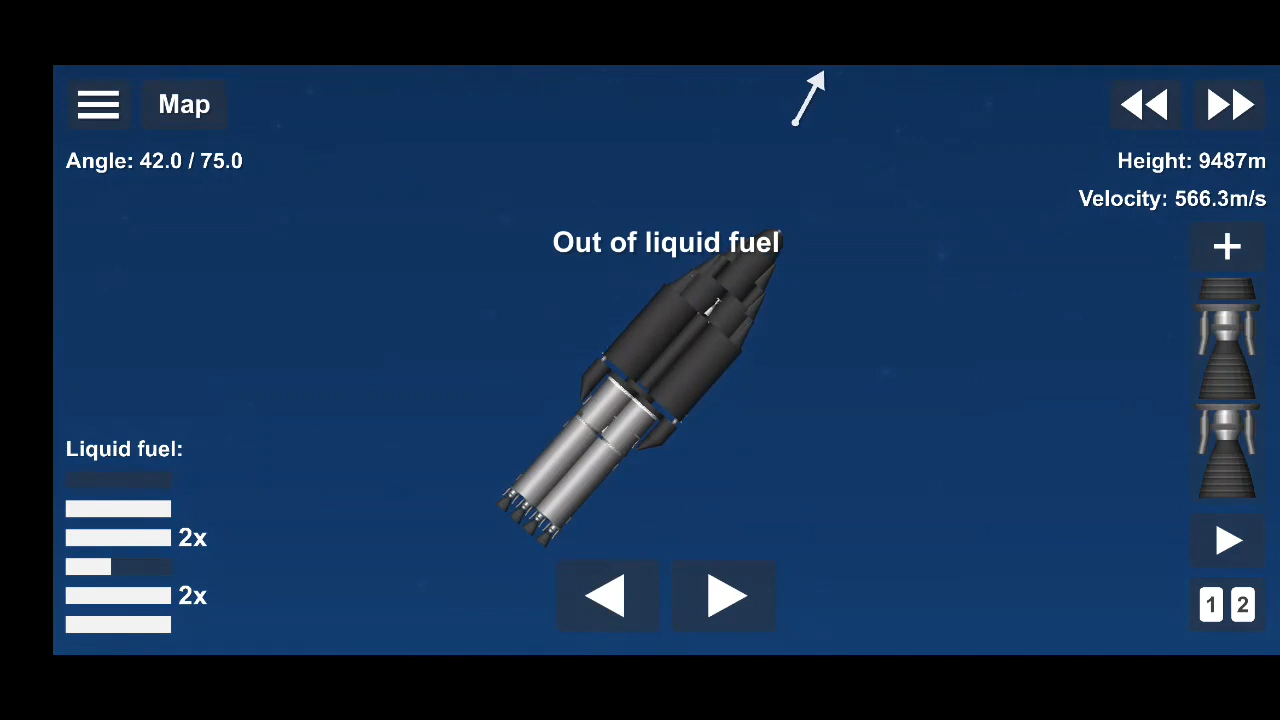 Map
Angle: 42.0 / 75.0
Height: 9487m
Velocity: 566.3m/s
Out of liquid fuel
Liquid fuel:
2x
2x
1 2